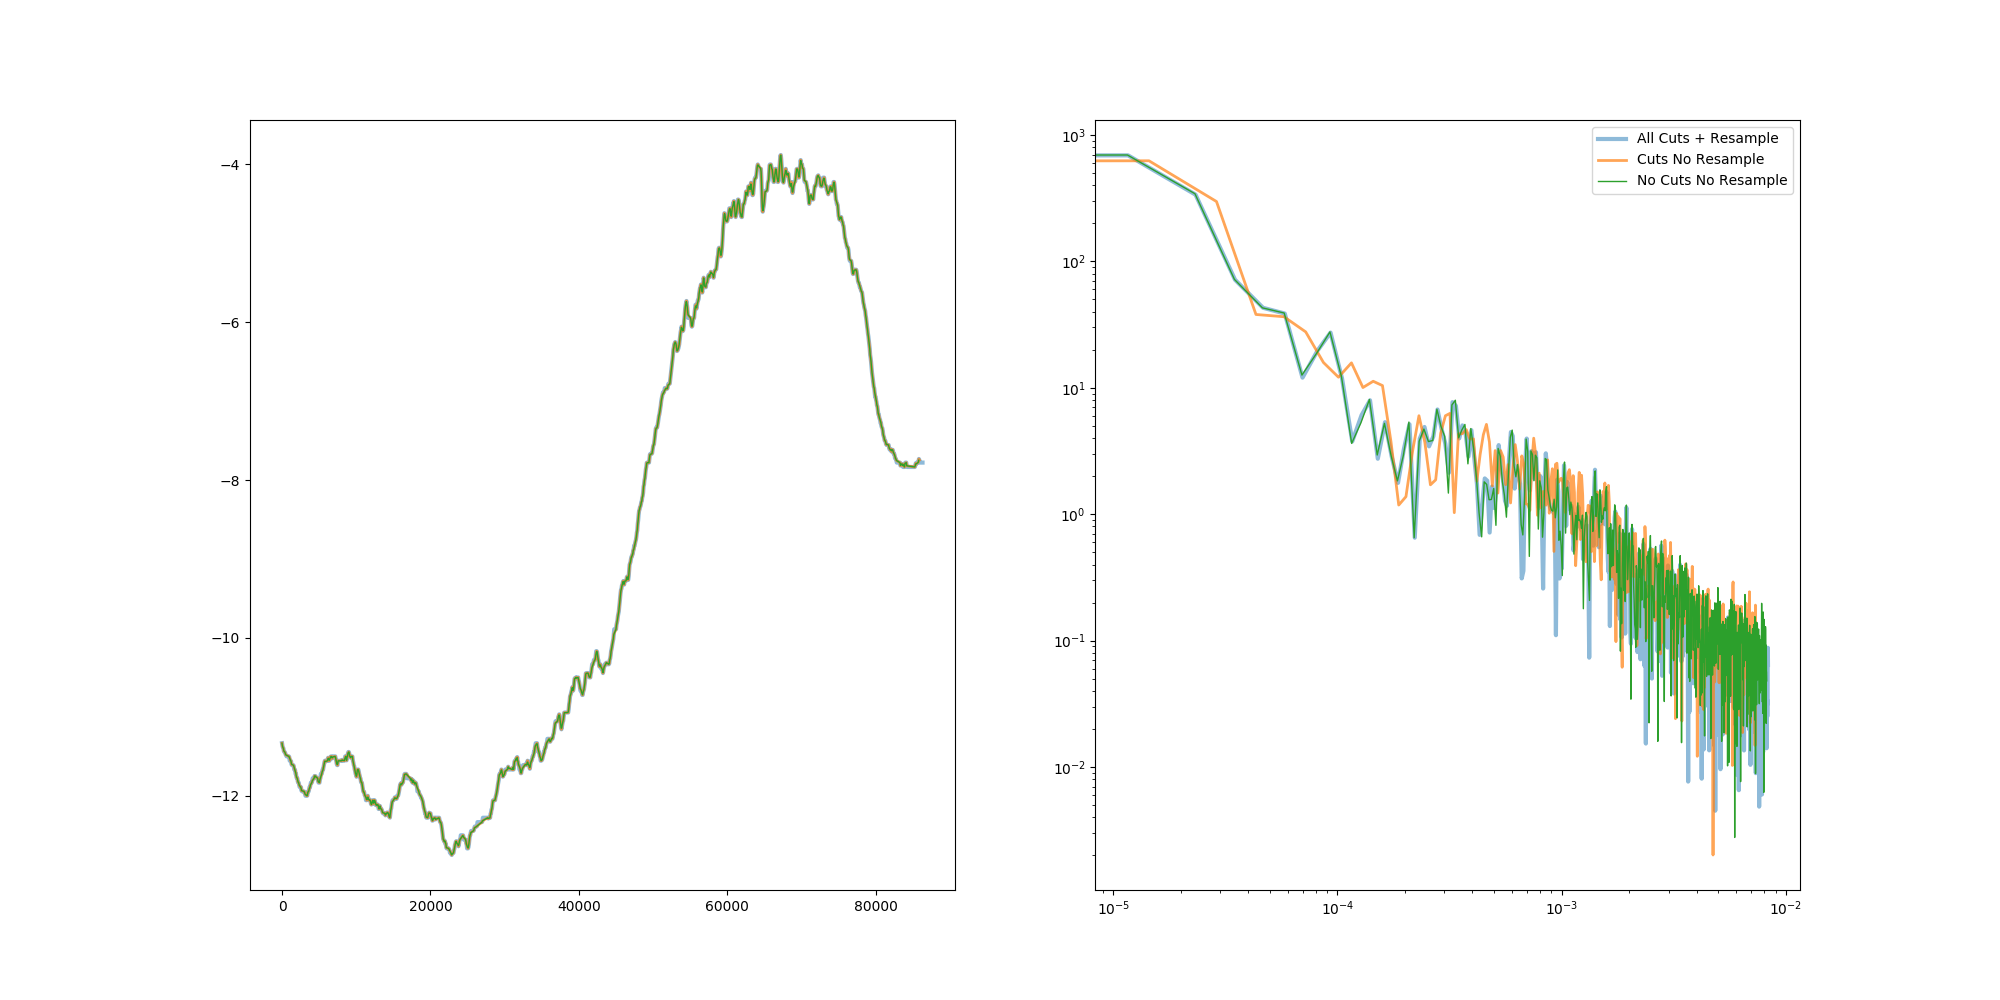 −4
−6
−8
−10
−12
0 20000 40000 60000 80000
10³
10²
10¹
10⁰
10⁻¹
10⁻²
10⁻⁵ 10⁻⁴ 10⁻³ 10⁻²
All Cuts + Resample
Cuts No Resample
No Cuts No Resample